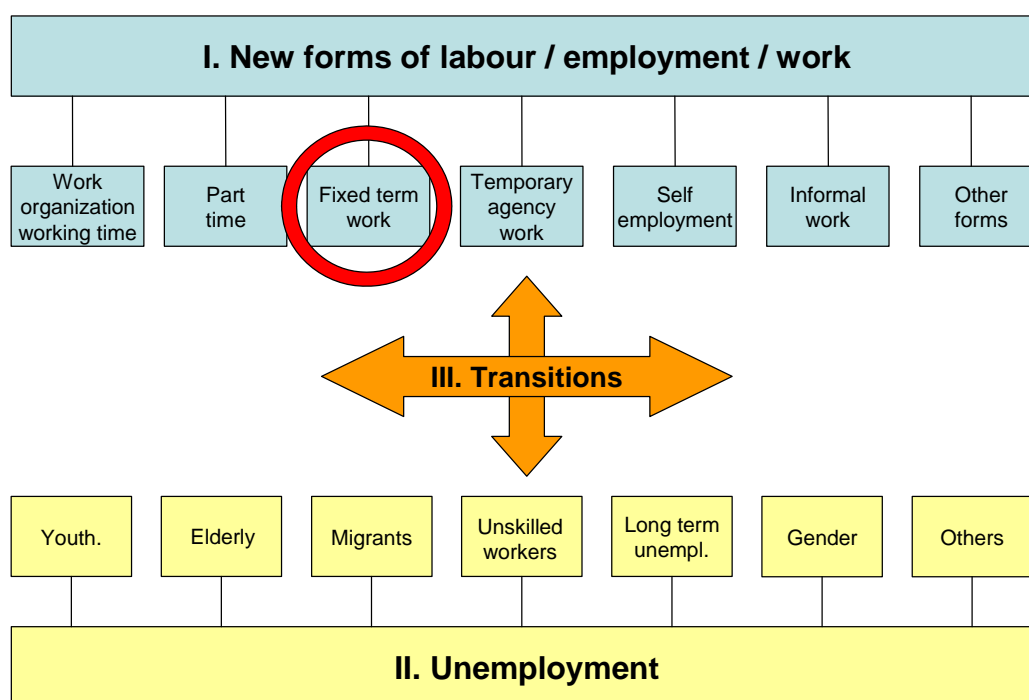 I. New forms of labour / employment / work
Work
organization
working time
Part
time
Fixed term
work
Temporary
agency
work
Self
employment
Informal
work
Other
forms
III. Transitions
Youth.
Elderly
Migrants
Unskilled
workers
Long term
unempl.
Gender
Others
II. Unemployment